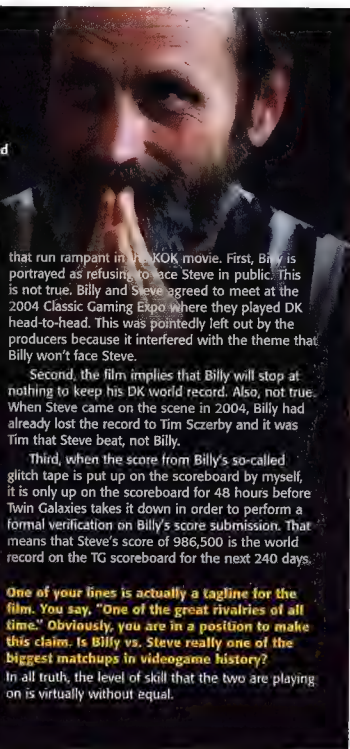 d
that run rampant in the KOK movie. First, Billy is
portrayed as refusing to face Steve in public. This
is not true. Billy and Steve agreed to meet at the
2004 Classic Gaming Expo where they played DK
head-to-head. This was pointedly left out by the
producers because it interfered with the theme that
Billy won't face Steve.
Second, the film implies that Billy will stop at
nothing to keep his DK world record. Also, not true.
When Steve came on the scene in 2004, Billy had
already lost the record to Tim Sczerby and it was
Tim that Steve beat, not Billy.
Third, when the score from Billy's so-called
glitch tape is put up on the scoreboard by myself,
it is only up on the scoreboard for 48 hours before
Twin Galaxies takes it down in order to perform a
formal verification on Billy's score submission. That
means that Steve's score of 986,500 is the world
record on the TG scoreboard for the next 240 days.
One of your lines is actually a tagline for the
film. You say, "One of the great rivalries of all
time." Obviously, you are in a position to make
this claim. Is Billy vs. Steve really one of the
biggest matchups in videogame history?
In all truth, the level of skill that the two are playing
on is virtually without equal.